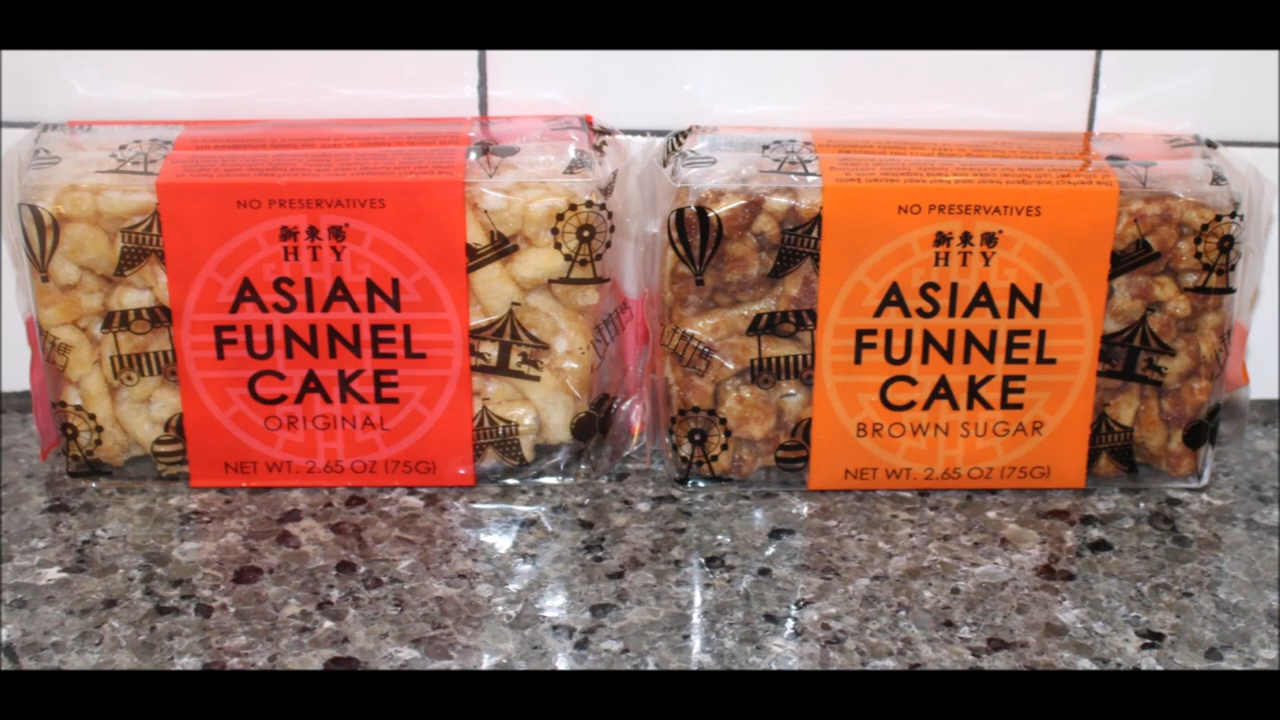 NO PRESERVATIVES
新東陽
HTY
ASIAN
FUNNEL
CAKE
ORIGINAL
NET WT. 2.65 OZ (75G)
NO PRESERVATIVES
新東陽
HTY
ASIAN
FUNNEL
CAKE
BROWN SUGAR
NET WT. 2.65 OZ (75G)